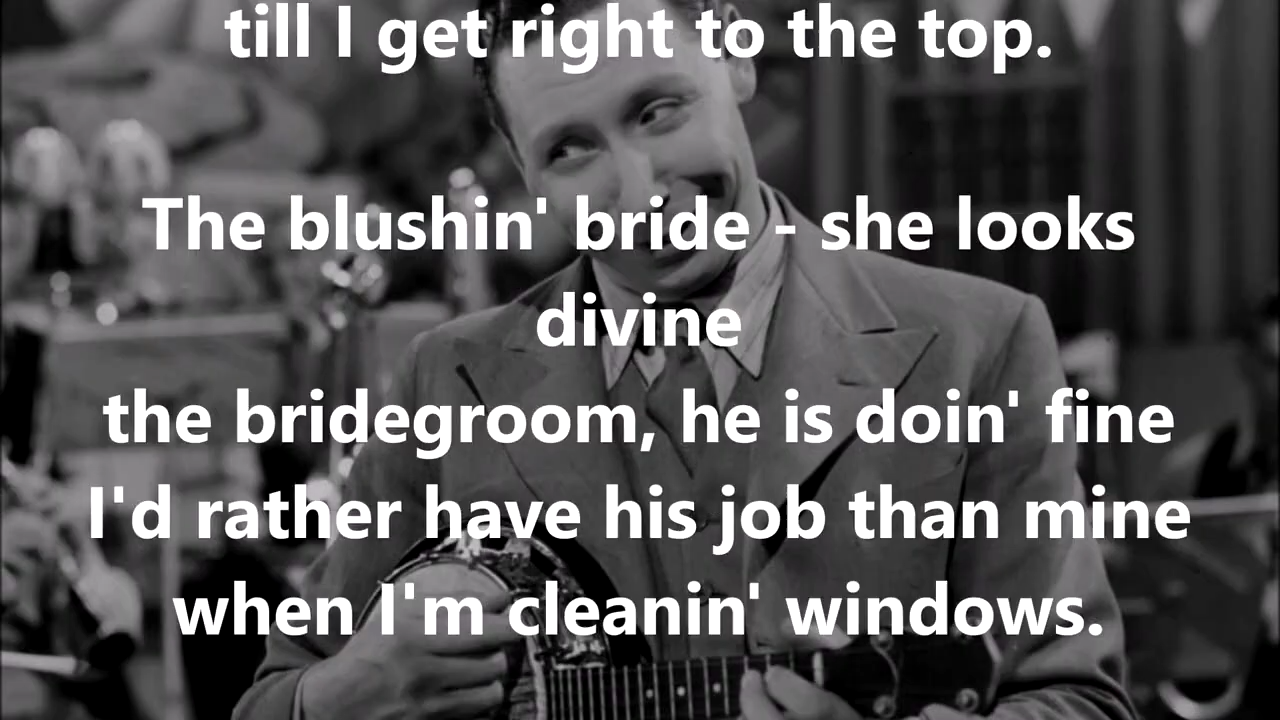 till I get right to the top.
The blushin' bride - she looks
divine
the bridegroom, he is doin' fine
I'd rather have his job than mine
when I'm cleanin' windows.